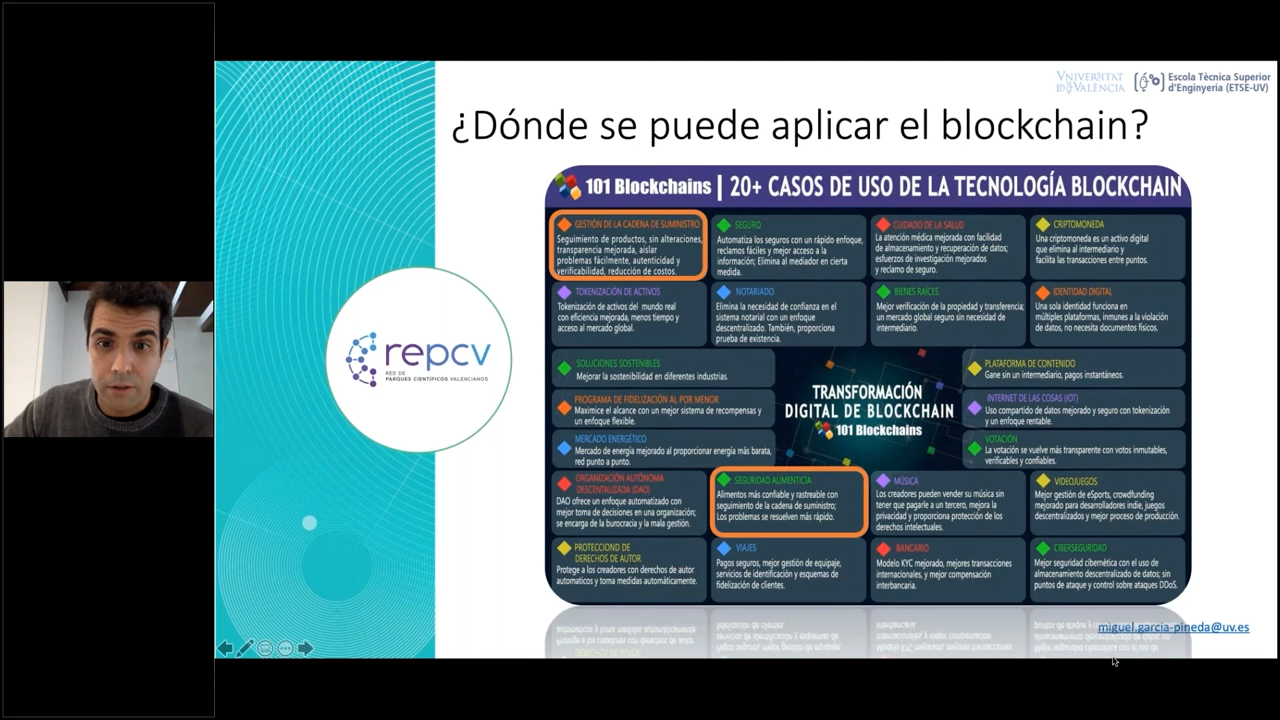 VNIVERSITAT
D VALÈNCIA
Escola Tècnica Superior
d'Enginyeria (ETSE-UV)
¿Dónde se puede aplicar el blockchain?
101 Blockchains | 20+ CASOS DE USO DE LA TECNOLOGÍA BLOCKCHAIN
GESTIÓN DE LA CADENA DE SUMINISTRO
Seguimiento de productos, sin alteraciones,
transparencia mejorada, aislar
problemas fácilmente, autenticidad y
verificabilidad, reducción de costos.
SEGURO
Automatiza los seguros con un rápido enfoque,
reclamos fáciles y mejor acceso a la
información; Elimina al mediador en cierta
medida.
CUIDADO DE LA SALUD
La atención médica mejorada con facilidad
de almacenamiento y recuperación de datos;
esfuerzos de investigación mejorados
y reclamo de seguro.
CRIPTOMONEDA
Una criptomoneda es un activo digital
que elimina al intermediario y
facilita las transacciones entre puntos.
TOKENIZACIÓN DE ACTIVOS
Tokenización de activos del mundo real
con eficiencia mejorada, menos tiempo y
acceso al mercado global.
NOTARIADO
Elimina la necesidad de confianza en el
sistema notarial con un enfoque
descentralizado. También, proporciona
prueba de existencia.
BIENES RAÍCES
Mejor verificación de la propiedad y transferencia;
un mercado global seguro sin necesidad de
intermediario.
IDENTIDAD DIGITAL
Una sola identidad funciona en
múltiples plataformas, inmunes a la violación
de datos, no necesita documentos físicos.
SOLUCIONES SOSTENIBLES
Mejorar la sostenibilidad en diferentes industrias.
PROGRAMA DE FIDELIZACIÓN AL POR MENOR
Maximice el alcance con un mejor sistema de recompensas y
un enfoque flexible.
MERCADO ENERGÉTICO
Mercado de energía mejorado al proporcionar energía más barata,
red punto a punto.
TRANSFORMACIÓN
DIGITAL DE BLOCKCHAIN
101 Blockchains
PLATAFORMA DE CONTENIDO
Gane sin un intermediario, pagos instantáneos.
INTERNET DE LAS COSAS (IOT)
Uso compartido de datos mejorado y seguro con tokenización
y un enfoque rentable.
VOTACIÓN
La votación se vuelve más transparente con votos inmutables,
verificables y confiables.
ORGANIZACIÓN AUTÓNOMA
DESCENTALIZADA (DAO)
DAO ofrece un enfoque automatizado con
mejor toma de decisiones en una organización;
se encarga de la burocracia y la mala gestión.
SEGURIDAD ALIMENTICIA
Alimentos más confiable y rastreable con
seguimiento de la cadena de suministro;
Los problemas se resuelven más rápido.
MÚSICA
Los creadores pueden vender su música sin
tener que pagarle a un tercero, mejora la
privacidad y proporciona protección de los
derechos intelectuales.
VIDEOJUEGOS
Mejor gestión de eSports, crowdfunding
mejorado para desarrolladores indie, juegos
descentralizados y mejor proceso de producción.
PROTECCIOND DE
DERECHOS DE AUTOR
Protege a los creadores con derechos de autor
automaticos y toma medidas automáticamente.
VIAJES
Pagos seguros, mejor gestión de equipaje,
servicios de identificación y esquemas de
fidelización de clientes.
BANCARIO
Modelo KYC mejorado, mejores transacciones
internacionales, y mejor compensación
interbancaria.
CIBERSEGURIDAD
Mejor seguridad cibernética con el uso de
almacenamiento descentralizado de datos; sin
puntos de ataque y control sobre ataques DDoS.
repcv
RED DE
PARQUES CIENTÍFICOS VALENCIANOS
miguel.garcia-pineda@uv.es